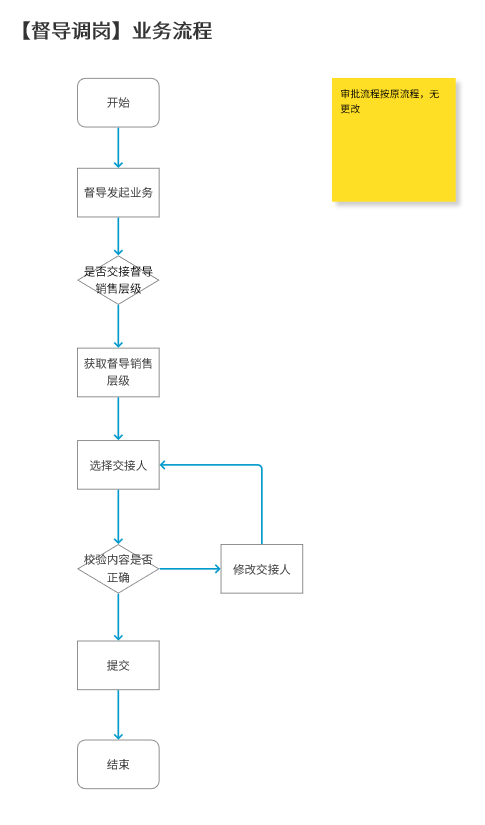 【督导调岗】业务流程
开始
审批流程按原流程，无
更改
督导发起业务
是否交接督导
销售层级
获取督导销售
层级
选择交接人
校验内容是否
正确
修改交接人
提交
结束